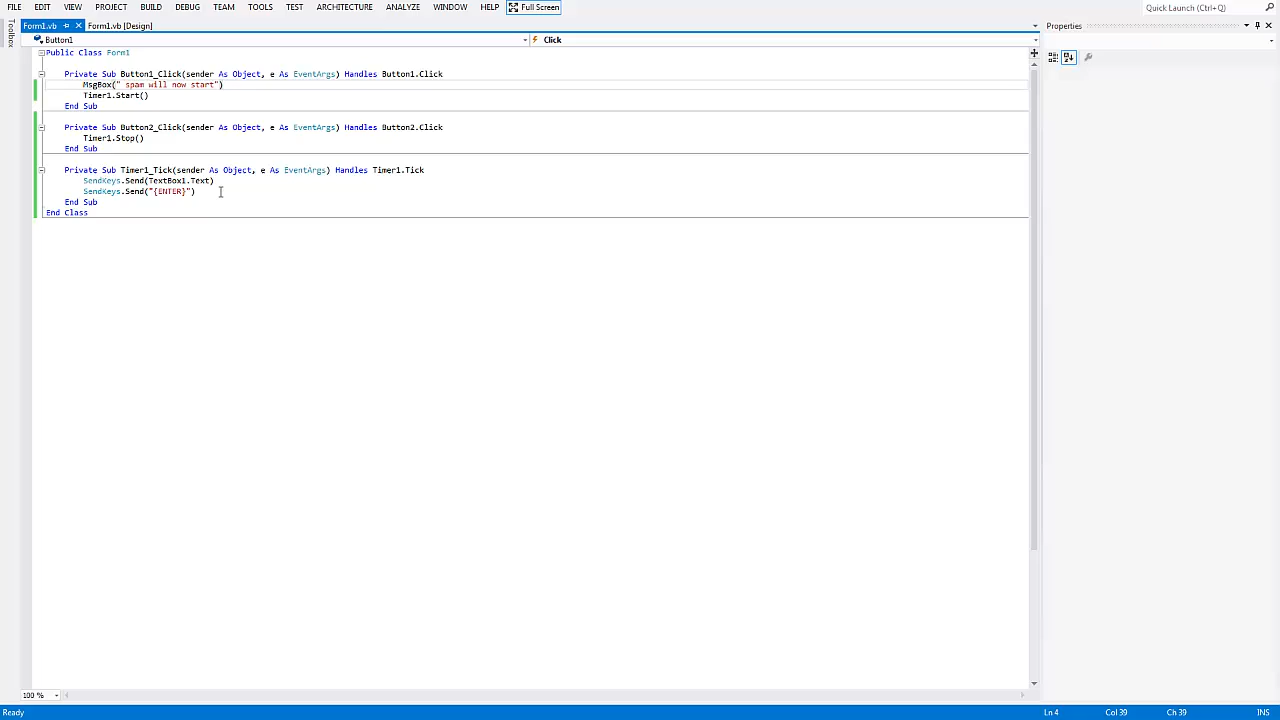 FILE EDIT VIEW PROJECT BUILD DEBUG TEAM TOOLS TEST ARCHITECTURE ANALYZE WINDOW HELP Full Screen Quick Launch (Ctrl+Q)
Form1.vb Form1.vb [Design] Properties
Toolbox
Button1 Click
Public Class Form1
Private Sub Button1_Click(sender As Object, e As EventArgs) Handles Button1.Click
MsgBox(" spam will now start")
Timer1.Start()
End Sub
Private Sub Button2_Click(sender As Object, e As EventArgs) Handles Button2.Click
Timer1.Stop()
End Sub
Private Sub Timer1_Tick(sender As Object, e As EventArgs) Handles Timer1.Tick
SendKeys.Send(TextBox1.Text)
SendKeys.Send("{ENTER}")
End Sub
End Class
100 %
Ready Ln 4 Col 39 Ch 39 INS